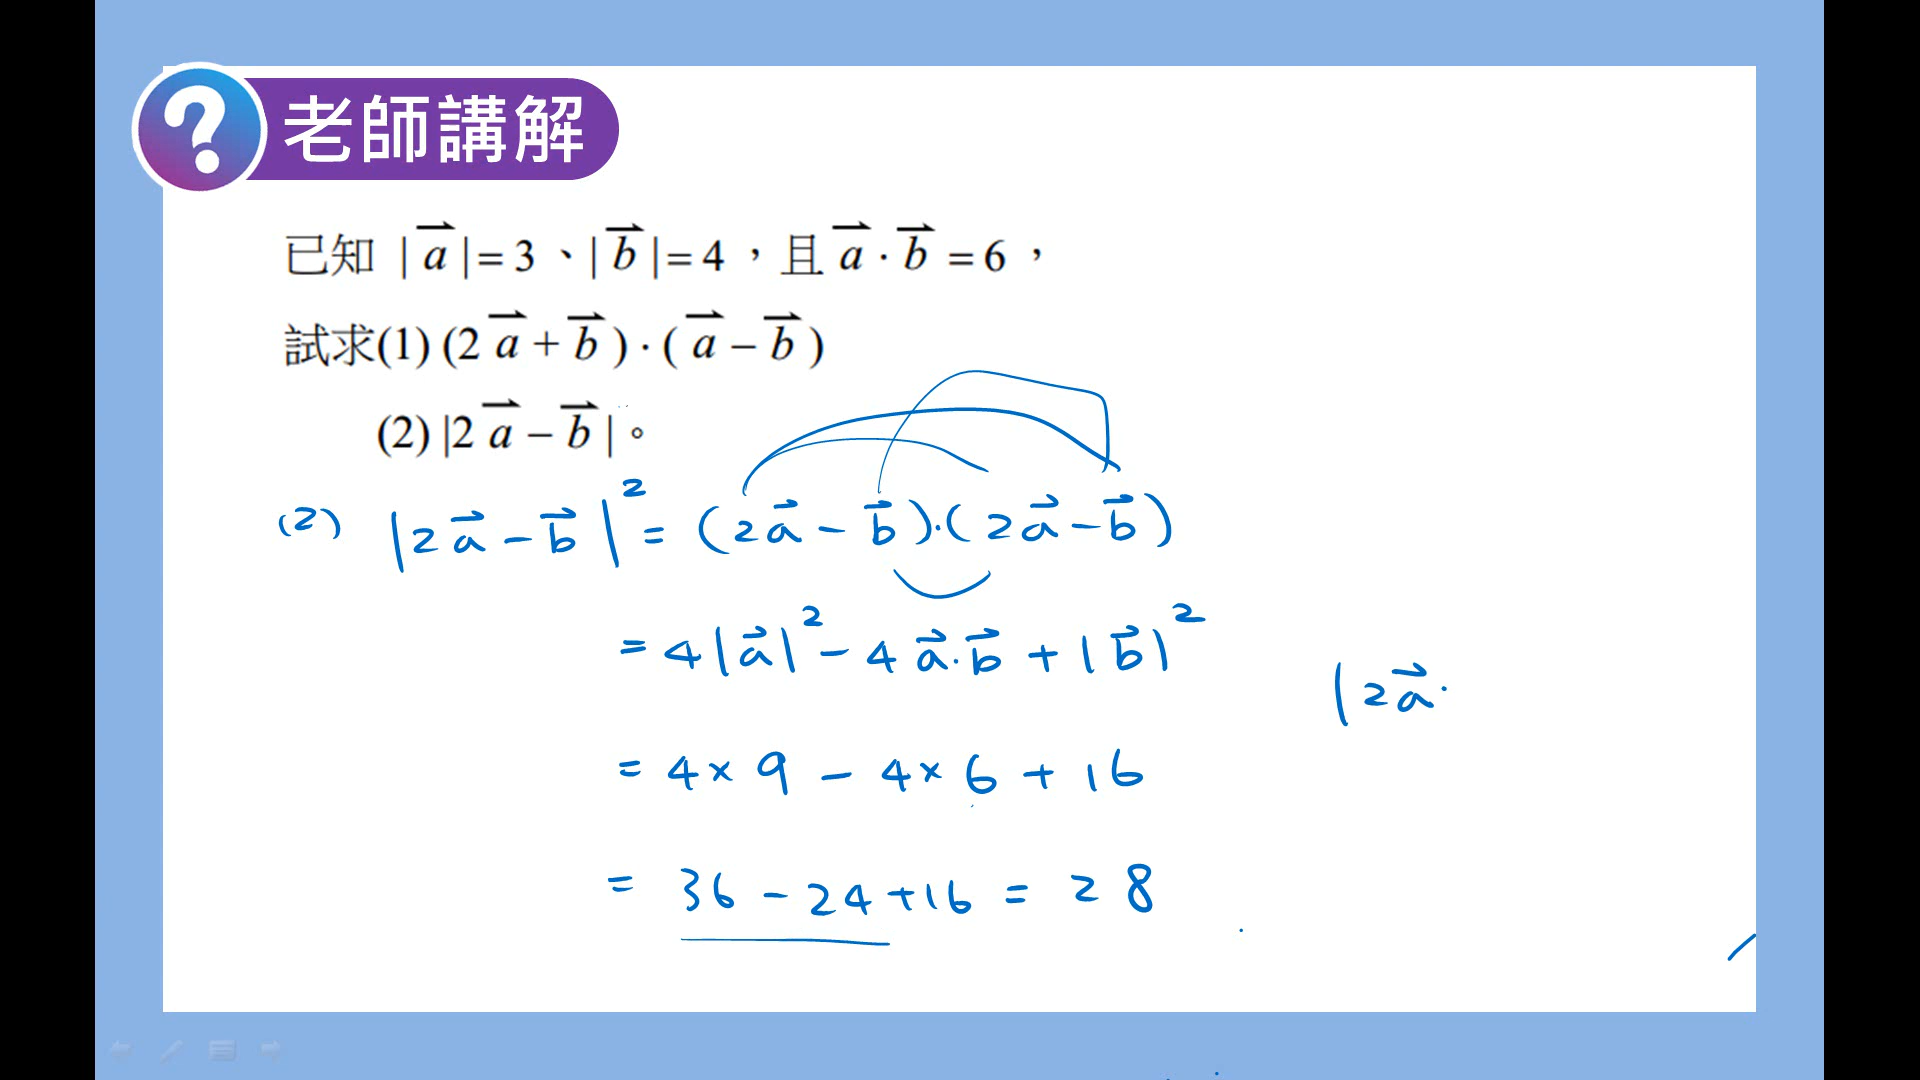 老師講解
已知 |a⃗|=3、|b⃗|=4，且 a⃗·b⃗=6，
試求(1) (2a⃗+b⃗)·(a⃗−b⃗)
(2) |2a⃗−b⃗|。
(2) |2a⃗−b⃗|² = (2a⃗−b⃗)·(2a⃗−b⃗)
= 4|a⃗|² − 4a⃗·b⃗ + |b⃗|²
|2a⃗
= 4×9 − 4×6 + 16
= 36 − 24 + 16 = 28